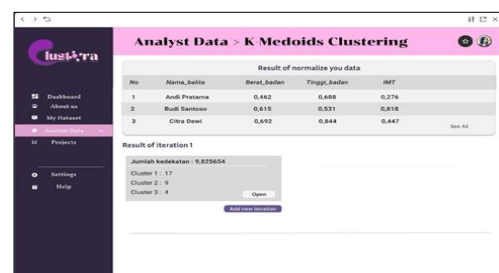 Clustera
Analyst Data > K-Medoids Clustering
Dashboard
About us
My Dataset
Analyst Data
Projects
Settings
Help
Result of normalize you data
No Nama_balita Berat_badan Tinggi_badan IMT
1 Andi Pratama 0,462 0,688 0,276
2 Budi Santoso 0,615 0,531 0,818
3 Citra Dewi 0,692 0,844 0,447
See All
Result of iteration 1
Jumlah kedekatan : 9,825654
Cluster 1 : 17
Cluster 2 : 9
Cluster 3 : 4
Open
Add new iteration